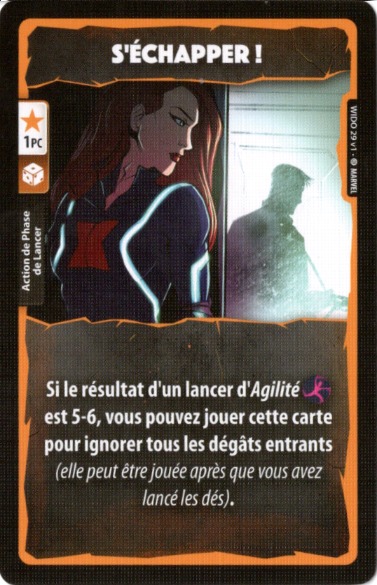 S'ÉCHAPPER !
1PC
Action de Phase
de Lancer
WIDO 29 v1 - © MARVEL
Si le résultat d'un lancer d'Agilité
est 5-6, vous pouvez jouer cette carte
pour ignorer tous les dégâts entrants
(elle peut être jouée après que vous avez
lancé les dés).